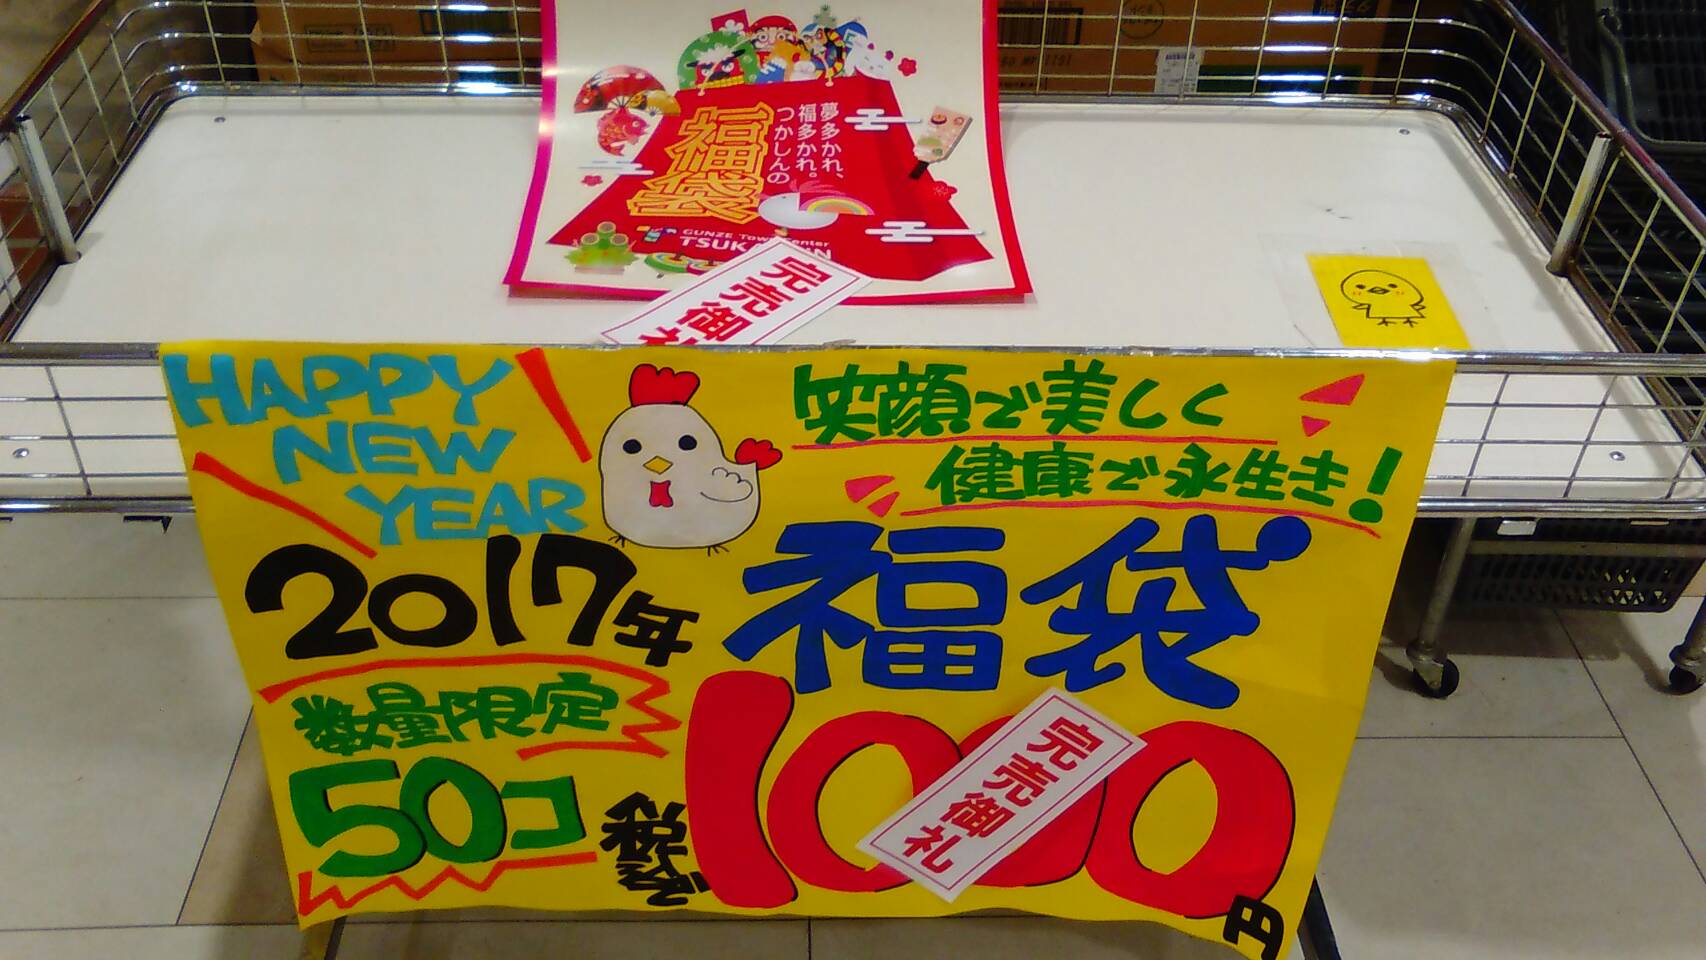 夢多かれ、
福多かれ。
つかしんの
福袋
GUNZE Town Center
完売御礼
HAPPY
NEW
YEAR
2017年
数量限定
50コ
笑顔で美しく
健康で永生き!
福袋
税込
1000
円
完売御礼